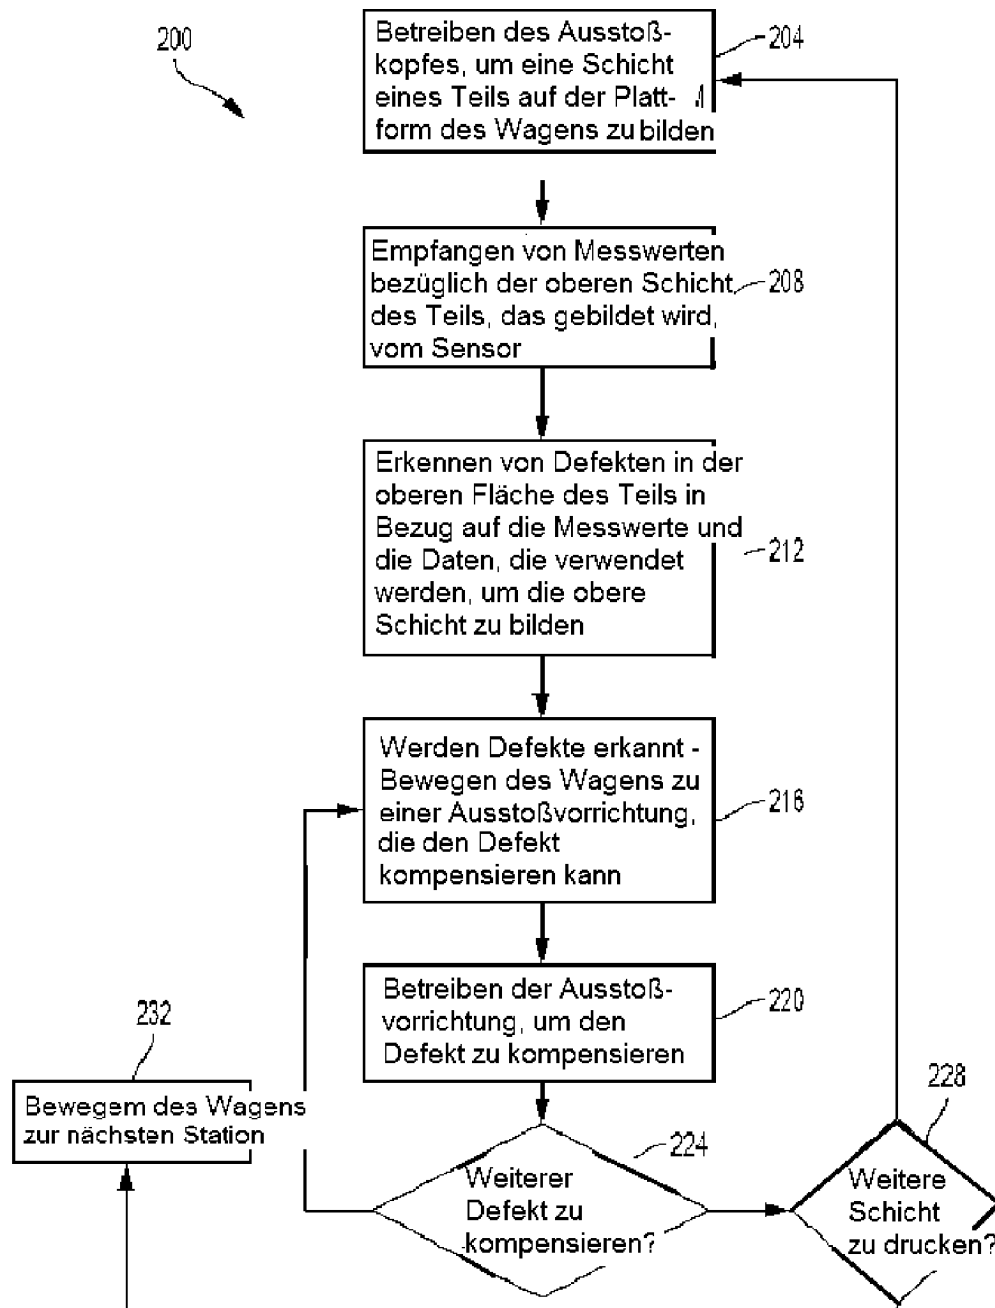 200
Betreiben des Ausstoß-
kopfes, um eine Schicht
eines Teils auf der Platt-
form des Wagens zu bilden
204
Empfangen von Messwerten
bezüglich der oberen Schicht
des Teils, das gebildet wird,
vom Sensor
208
Erkennen von Defekten in der
oberen Fläche des Teils in
Bezug auf die Messwerte und
die Daten, die verwendet
werden, um die obere
Schicht zu bilden
212
Werden Defekte erkannt -
Bewegen des Wagens zu
einer Ausstoßvorrichtung,
die den Defekt
kompensieren kann
216
Betreiben der Ausstoß-
vorrichtung, um den
Defekt zu kompensieren
220
232
Bewegem des Wagens
zur nächsten Station
224
Weiterer
Defekt zu
kompensieren?
228
Weitere
Schicht
zu drucken?